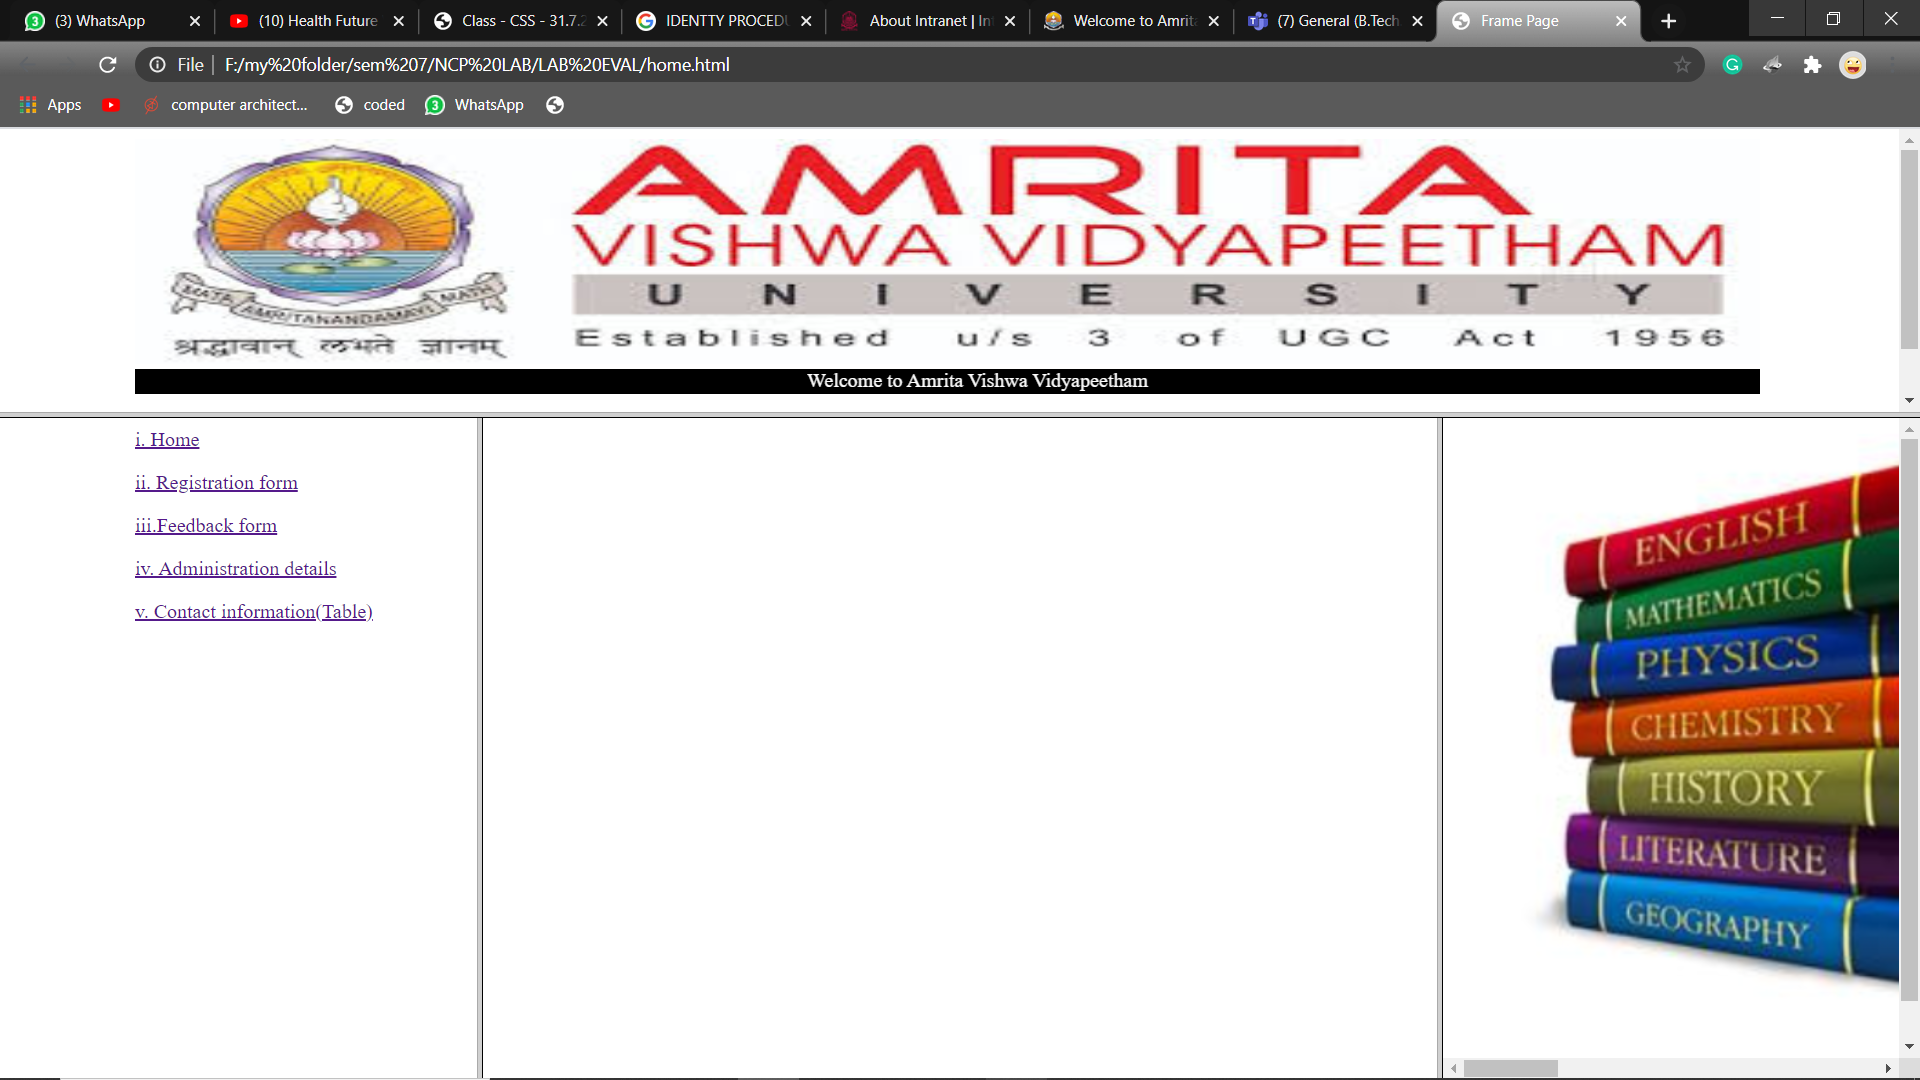 (3) WhatsApp
(10) Health Future
Class - CSS - 31.7.2
IDENTTY PROCEDU
About Intranet | In
Welcome to Amrita
(7) General (B.Tech
Frame Page
File F:/my%20folder/sem%207/NCP%20LAB/LAB%20EVAL/home.html
Apps
computer architect...
coded
3
WhatsApp
AMRITA
VISHWA VIDYAPEETHAM
UNIVERSITY
Established u/s 3 of UGC Act 1956
MATA AMRITANANDAMAYI MATH
श्रद्धावान् लभते ज्ञानम्
Welcome to Amrita Vishwa Vidyapeetham
i. Home
ii. Registration form
iii.Feedback form
iv. Administration details
v. Contact information(Table)
ENGLISH
MATHEMATICS
PHYSICS
CHEMISTRY
HISTORY
LITERATURE
GEOGRAPHY